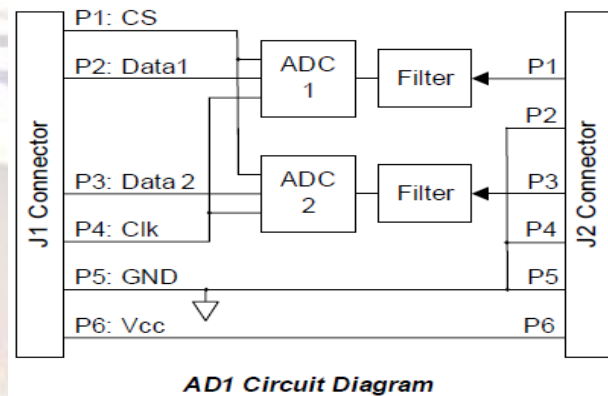 P1: CS
P2: Data1
P3: Data 2
P4: Clk
P5: GND
P6: Vcc
J1 Connector
ADC
1
Filter
ADC
2
Filter
P1
P2
P3
P4
P5
P6
J2 Connector
AD1 Circuit Diagram